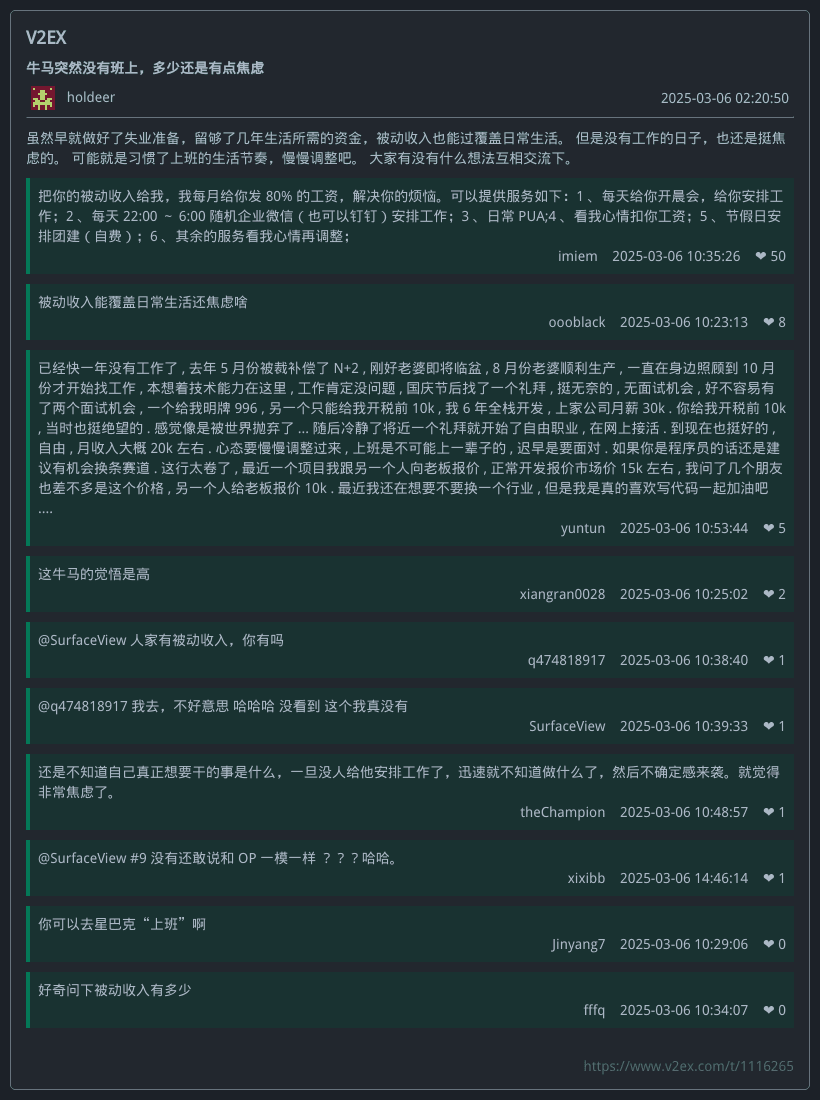 V2EX
牛马突然没有班上，多少还是有点焦虑
holdeer 2025-03-06 02:20:50
虽然早就做好了失业准备，留够了几年生活所需的资金，被动收入也能过覆盖日常生活。 但是没有工作的日子，也还是挺焦
虑的。 可能就是习惯了上班的生活节奏，慢慢调整吧。 大家有没有什么想法互相交流下。
把你的被动收入给我，我每月给你发 80% 的工资，解决你的烦恼。可以提供服务如下：1 、每天给你开晨会，给你安排工
作；2 、每天 22:00 ~ 6:00 随机企业微信（也可以钉钉）安排工作；3 、日常 PUA;4 、看我心情扣你工资；5 、节假日安
排团建（自费）；6 、其余的服务看我心情再调整；
imiem 2025-03-06 10:35:26 ❤ 50
被动收入能覆盖日常生活还焦虑啥
oooblack 2025-03-06 10:23:13 ❤ 8
已经快一年没有工作了 , 去年 5 月份被裁补偿了 N+2 , 刚好老婆即将临盆 , 8 月份老婆顺利生产 , 一直在身边照顾到 10 月
份才开始找工作 , 本想着技术能力在这里 , 工作肯定没问题 , 国庆节后找了一个礼拜 , 挺无奈的 , 无面试机会 , 好不容易有
了两个面试机会 , 一个给我明牌 996 , 另一个只能给我开税前 10k , 我 6 年全栈开发 , 上家公司月薪 30k . 你给我开税前 10k
, 当时也挺绝望的 . 感觉像是被世界抛弃了 ... 随后冷静了将近一个礼拜就开始了自由职业 , 在网上接活 . 到现在也挺好的 ,
自由 , 月收入大概 20k 左右 . 心态要慢慢调整过来 , 上班是不可能上一辈子的 , 迟早是要面对 . 如果你是程序员的话还是建
议有机会换条赛道 . 这行太卷了 , 最近一个项目我跟另一个人向老板报价 , 正常开发报价市场价 15k 左右 , 我问了几个朋友
也差不多是这个价格 , 另一个人给老板报价 10k . 最近我还在想要不要换一个行业 , 但是我是真的喜欢写代码一起加油吧
....
yuntun 2025-03-06 10:53:44 ❤ 5
这牛马的觉悟是高
xiangran0028 2025-03-06 10:25:02 ❤ 2
@SurfaceView 人家有被动收入，你有吗
q474818917 2025-03-06 10:38:40 ❤ 1
@q474818917 我去，不好意思 哈哈哈 没看到 这个我真没有
SurfaceView 2025-03-06 10:39:33 ❤ 1
还是不知道自己真正想要干的事是什么，一旦没人给他安排工作了，迅速就不知道做什么了，然后不确定感来袭。就觉得
非常焦虑了。
theChampion 2025-03-06 10:48:57 ❤ 1
@SurfaceView #9 没有还敢说和 OP 一模一样 ？？？哈哈。
xixibb 2025-03-06 14:46:14 ❤ 1
你可以去星巴克“上班”啊
Jinyang7 2025-03-06 10:29:06 ❤ 0
好奇问下被动收入有多少
fffq 2025-03-06 10:34:07 ❤ 0
https://www.v2ex.com/t/1116265